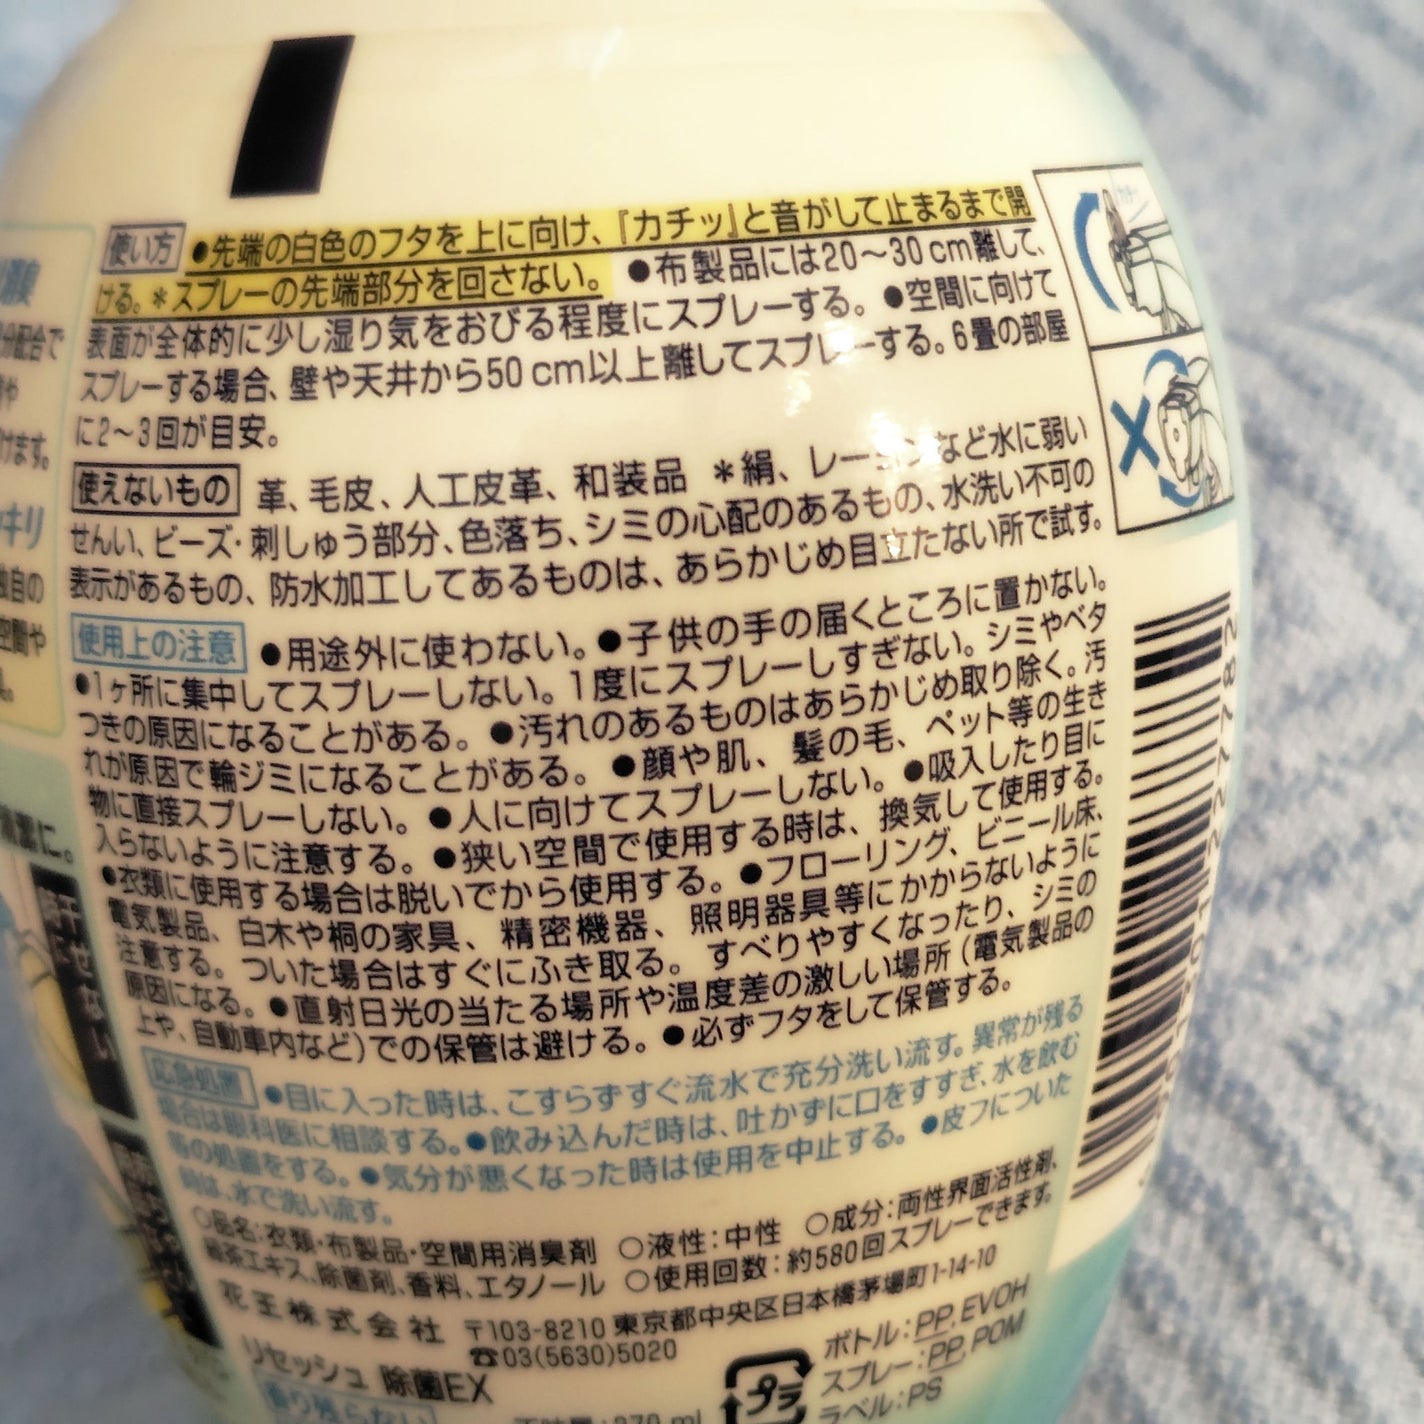 使い方 ●先端の白色のフタを上に向け、『カチッ』と音がして止まるまで開
ける。＊スプレーの先端部分を回さない。 ●布製品には20～30cm離して、
表面が全体的に少し湿り気をおびる程度にスプレーする。●空間に向けて
スプレーする場合、壁や天井から50cm以上離してスプレーする。6畳の部屋
に2～3回が目安。
使えないもの 革、毛皮、人工皮革、和装品 ＊絹、レーヨンなど水に弱い
せんい、ビーズ・刺しゅう部分、色落ち、シミの心配のあるもの、水洗い不可の
表示があるもの、防水加工してあるものは、あらかじめ目立たない所で試す。
使用上の注意 ●用途外に使わない。●子供の手の届くところに置かない。
●1ヶ所に集中してスプレーしない。1度にスプレーしすぎない。シミやベタ
つきの原因になることがある。 ●汚れのあるものはあらかじめ取り除く。汚
れが原因で輪ジミになることがある。 ●顔や肌、髪の毛、ペット等の生き
物に直接スプレーしない。 ●人に向けてスプレーしない。 ●吸入したり目に
入らないように注意する。 ●狭い空間で使用する時は、換気して使用する。
●衣類に使用する場合は脱いでから使用する。 ●フローリング、ビニール床、
電気製品、白木や桐の家具、精密機器、照明器具等にかからないように
注意する。ついた場合はすぐにふき取る。すべりやすくなったり、シミの
原因になる。 ●直射日光の当たる場所や温度差の激しい場所(電気製品の
上や、自動車内など)での保管は避ける。●必ずフタをして保管する。
応急処置 ●目に入った時は、こすらずすぐ流水で充分洗い流す。異常が残る
場合は眼科医に相談する。●飲み込んだ時は、吐かずに口をすすぎ、水を飲む
等の処置をする。●気分が悪くなった時は使用を中止する。●皮フについた
時は、水で洗い流す。
○品名：衣類・布製品・空間用消臭剤 ○液性：中性 ○成分：両性界面活性剤、
緑茶エキス、除菌剤、香料、エタノール ○使用回数：約580回スプレーできます。
花王株式会社 〒103-8210 東京都中央区日本橋茅場町1-14-10
☎03(5630)5020
リセッシュ 除菌EX
香り残らない
プラ
ボトル：PP、EVOH
スプレー：PP、POM
ラベル：PS
分配合で
けます。
キリ
独自の
空間や
カチッ